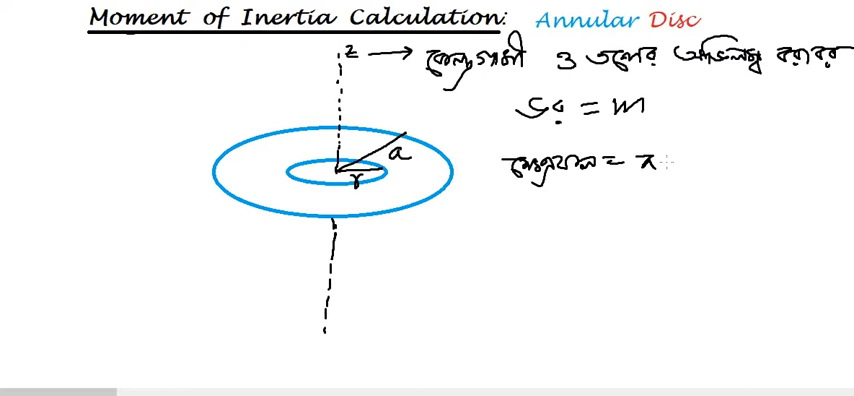 Moment of Inertia Calculation: Annular Disc
z → কেন্দ্রগামী ও তলের অভিলম্ব বরাবর
ভর = m
a
ক্ষেত্রফল = π
r